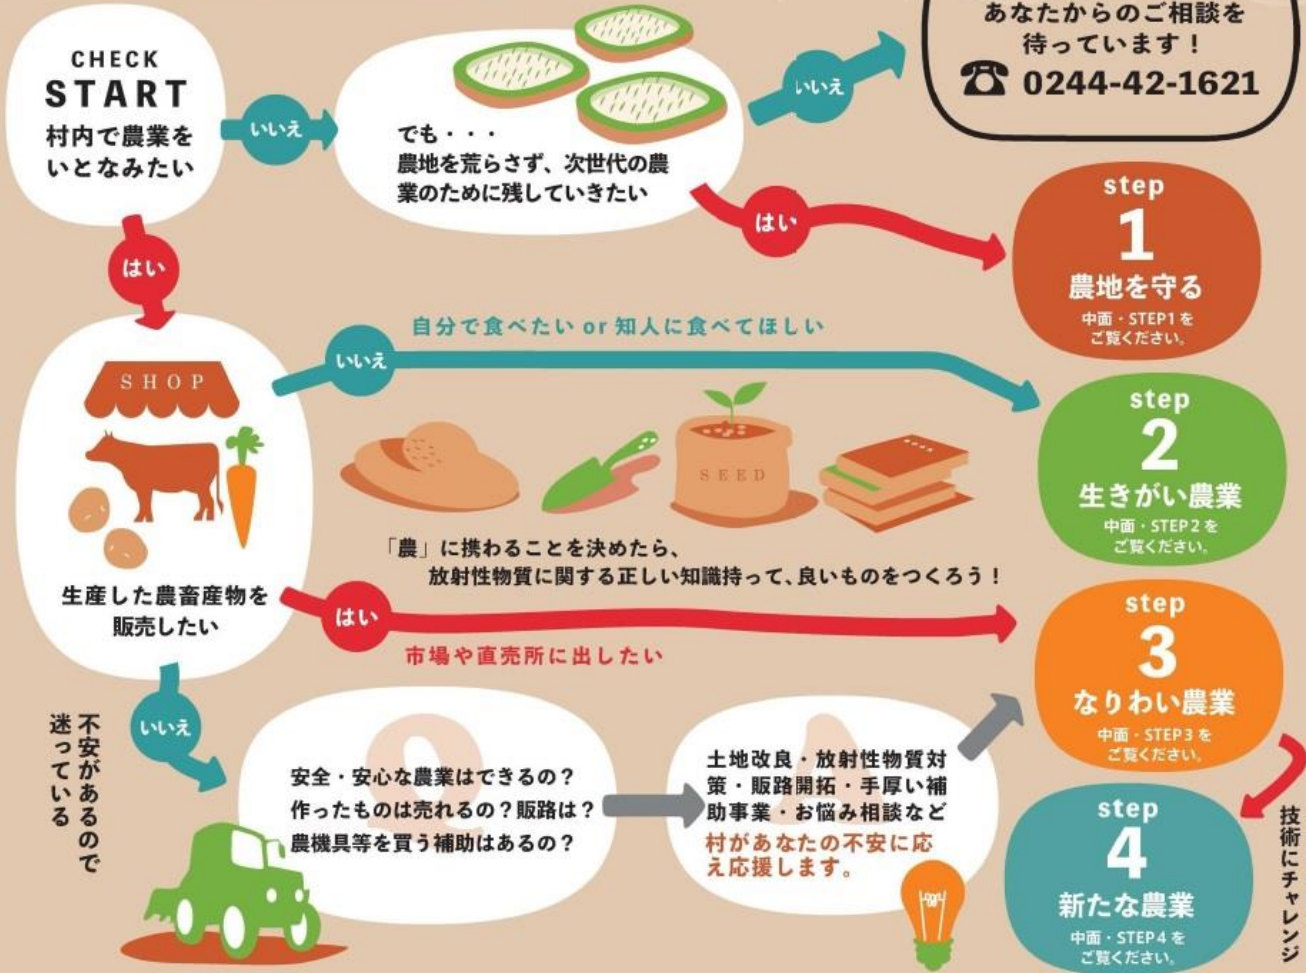 あなたからのご相談を
待っています！
☎ 0244-42-1621
CHECK
START
村内で農業を
いとなみたい
いいえ
でも・・・
農地を荒らさず、次世代の農
業のために残していきたい
いいえ
はい
step
1
農地を守る
中面・STEP1を
ご覧ください。
はい
SHOP
生産した農畜産物を
販売したい
いいえ
自分で食べたい or 知人に食べてほしい
step
2
生きがい農業
中面・STEP2を
ご覧ください。
SEED
「農」に携わることを決めたら、
放射性物質に関する正しい知識持って、良いものをつくろう！
はい
市場や直売所に出したい
step
3
なりわい農業
中面・STEP3を
ご覧ください。
いいえ
不安があるので
迷っている
Q
安全・安心な農業はできるの？
作ったものは売れるの？販路は？
農機具等を買う補助はあるの？
A
土地改良・放射性物質対
策・販路開拓・手厚い補
助事業・お悩み相談など
村があなたの不安に応
え応援します。
技術にチャレンジ
step
4
新たな農業
中面・STEP4を
ご覧ください。